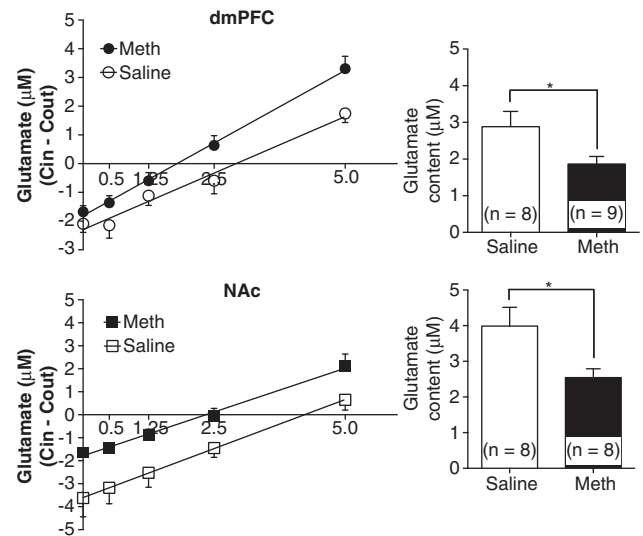 dmPFC
Meth
Saline
Glutamate (μM)
(Cin - Cout)
5
4
3
2
1
0
-1
-2
-3
0.5
1.25
2.5
5.0
Glutamate
content (μM)
5
4
3
2
1
0
*
(n = 8)
(n = 9)
Saline
Meth
NAc
Meth
Saline
Glutamate (μM)
(Cin - Cout)
5
4
3
2
1
0
-1
-2
-3
-4
-5
0.5
1.25
2.5
5.0
Glutamate
content (μM)
5
4
3
2
1
0
*
(n = 8)
(n = 8)
Saline
Meth